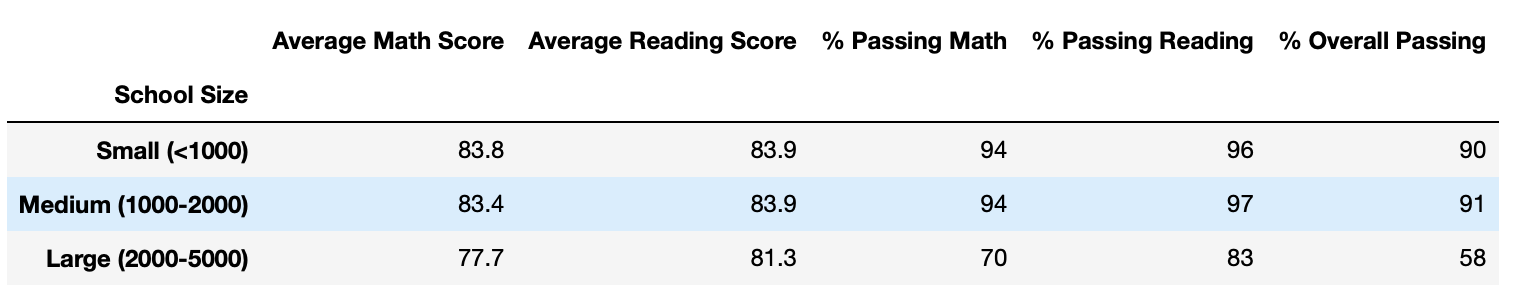 Average Math Score Average Reading Score % Passing Math % Passing Reading % Overall Passing
School Size
Small (<1000) 83.8 83.9 94 96 90
Medium (1000-2000) 83.4 83.9 94 97 91
Large (2000-5000) 77.7 81.3 70 83 58